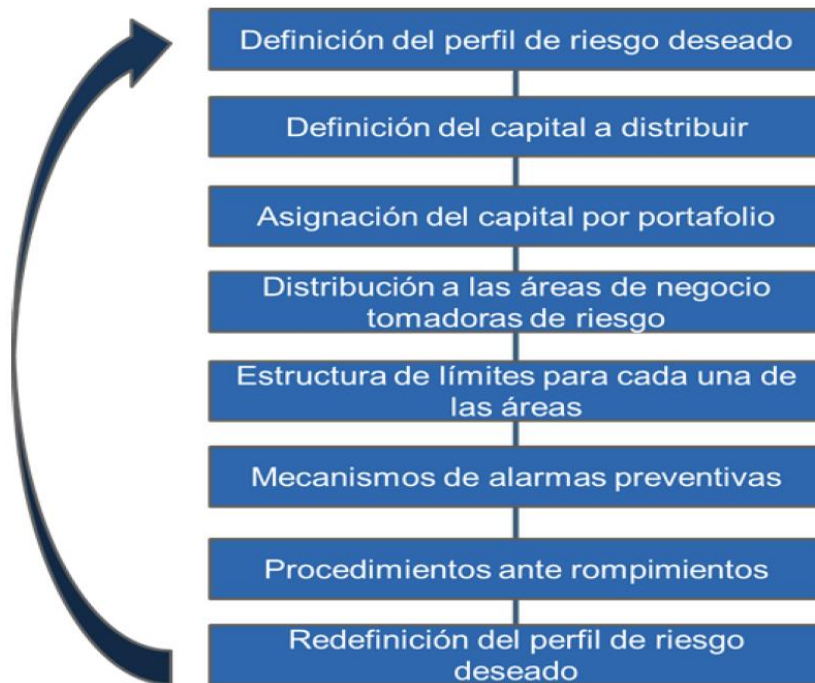 Definición del perfil de riesgo deseado
Definición del capital a distribuir
Asignación del capital por portafolio
Distribución a las áreas de negocio
tomadoras de riesgo
Estructura de límites para cada una de
las áreas
Mecanismos de alarmas preventivas
Procedimientos ante rompimientos
Redefinición del perfil de riesgo
deseado